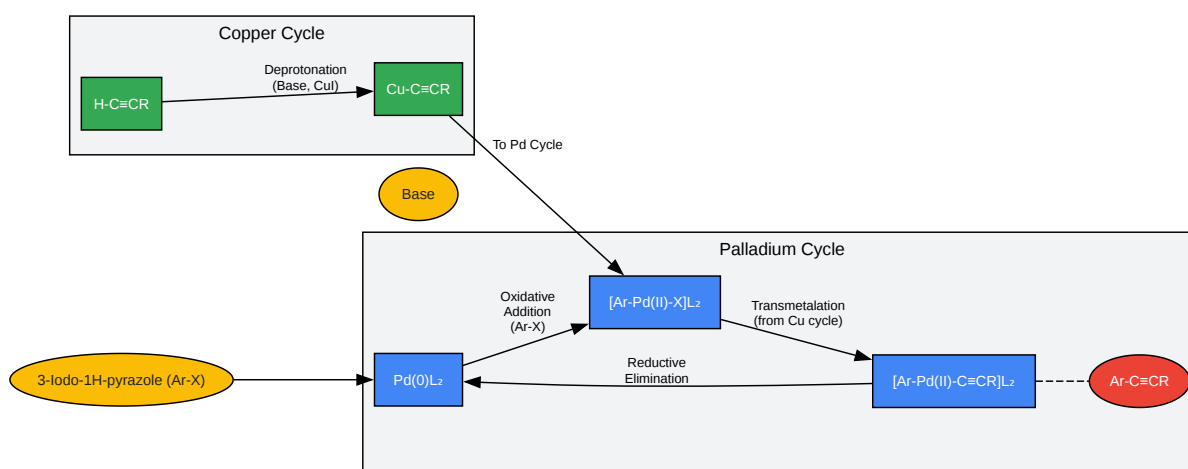 Copper Cycle
Deprotonation
(Base, CuI)
H-C≡CR
Cu-C≡CR
To Pd Cycle
Base
Palladium Cycle
Oxidative
Addition
(Ar-X)
[Ar-Pd(II)-X]L₂
Transmetalation
(from Cu cycle)
3-Iodo-1H-pyrazole (Ar-X)
Pd(0)L₂
Reductive
Elimination
[Ar-Pd(II)-C≡CR]L₂
Ar-C≡CR